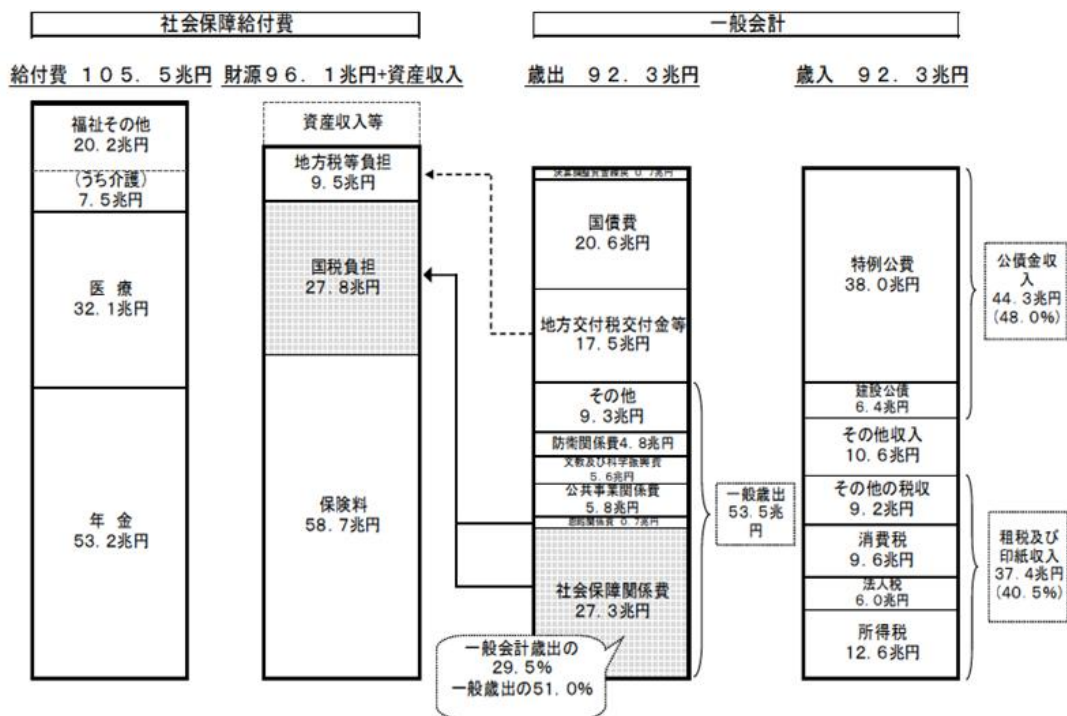 社会保障給付費
一般会計
給付費 105.5兆円
財源96.1兆円+資産収入
歳出 92.3兆円
歳入 92.3兆円
福祉その他
20.2兆円
(うち介護)
7.5兆円
医療
32.1兆円
年金
53.2兆円
資産収入等
地方税等負担
9.5兆円
国税負担
27.8兆円
保険料
58.7兆円
決算調整資金繰戻 0.7兆円
国債費
20.6兆円
地方交付税交付金等
17.5兆円
その他
9.3兆円
防衛関係費4.8兆円
文教及び科学振興費
5.6兆円
公共事業関係費
5.8兆円
恩給関係費 0.7兆円
社会保障関係費
27.3兆円
一般会計歳出の
29.5%
一般歳出の51.0%
一般歳出
53.5兆
円
特例公費
38.0兆円
建設公債
6.4兆円
その他収入
10.6兆円
その他の税収
9.2兆円
消費税
9.6兆円
法人税
6.0兆円
所得税
12.6兆円
公債金収
入
44.3兆円
(48.0%)
租税及び
印紙収入
37.4兆円
(40.5%)